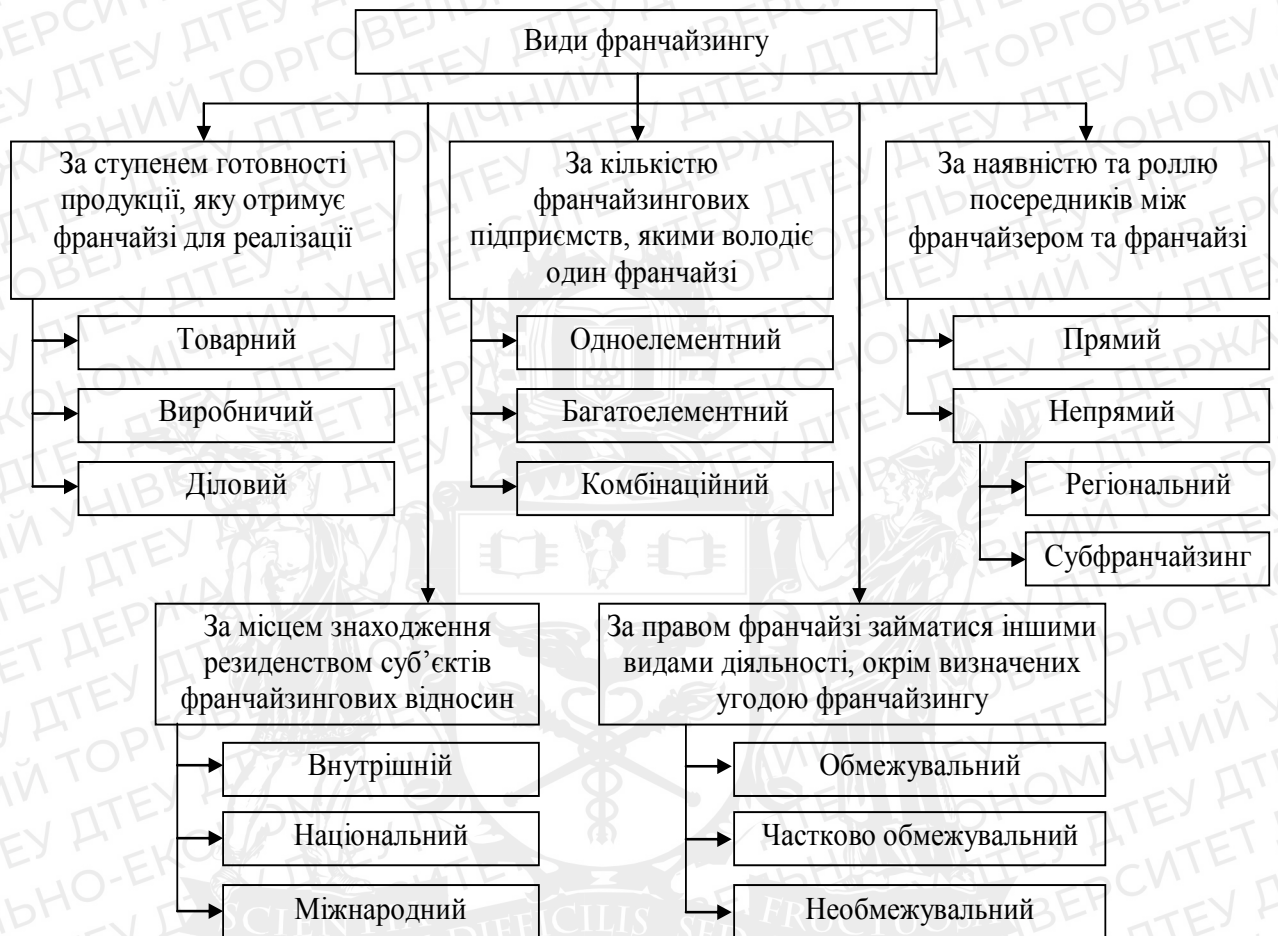 Види франчайзингу
За ступенем готовності
продукції, яку отримує
франчайзі для реалізації
Товарний
Виробничий
Діловий
За кількістю
франчайзингових
підприємств, якими володіє
один франчайзі
Одноелементний
Багатоелементний
Комбінаційний
За наявністю та роллю
посередників між
франчайзером та франчайзі
Прямий
Непрямий
Регіональний
Субфранчайзинг
За місцем знаходження
резиденством суб’єктів
франчайзингових відносин
Внутрішній
Національний
Міжнародний
За правом франчайзі займатися іншими
видами діяльності, окрім визначених
угодою франчайзингу
Обмежувальний
Частково обмежувальний
Необмежувальний